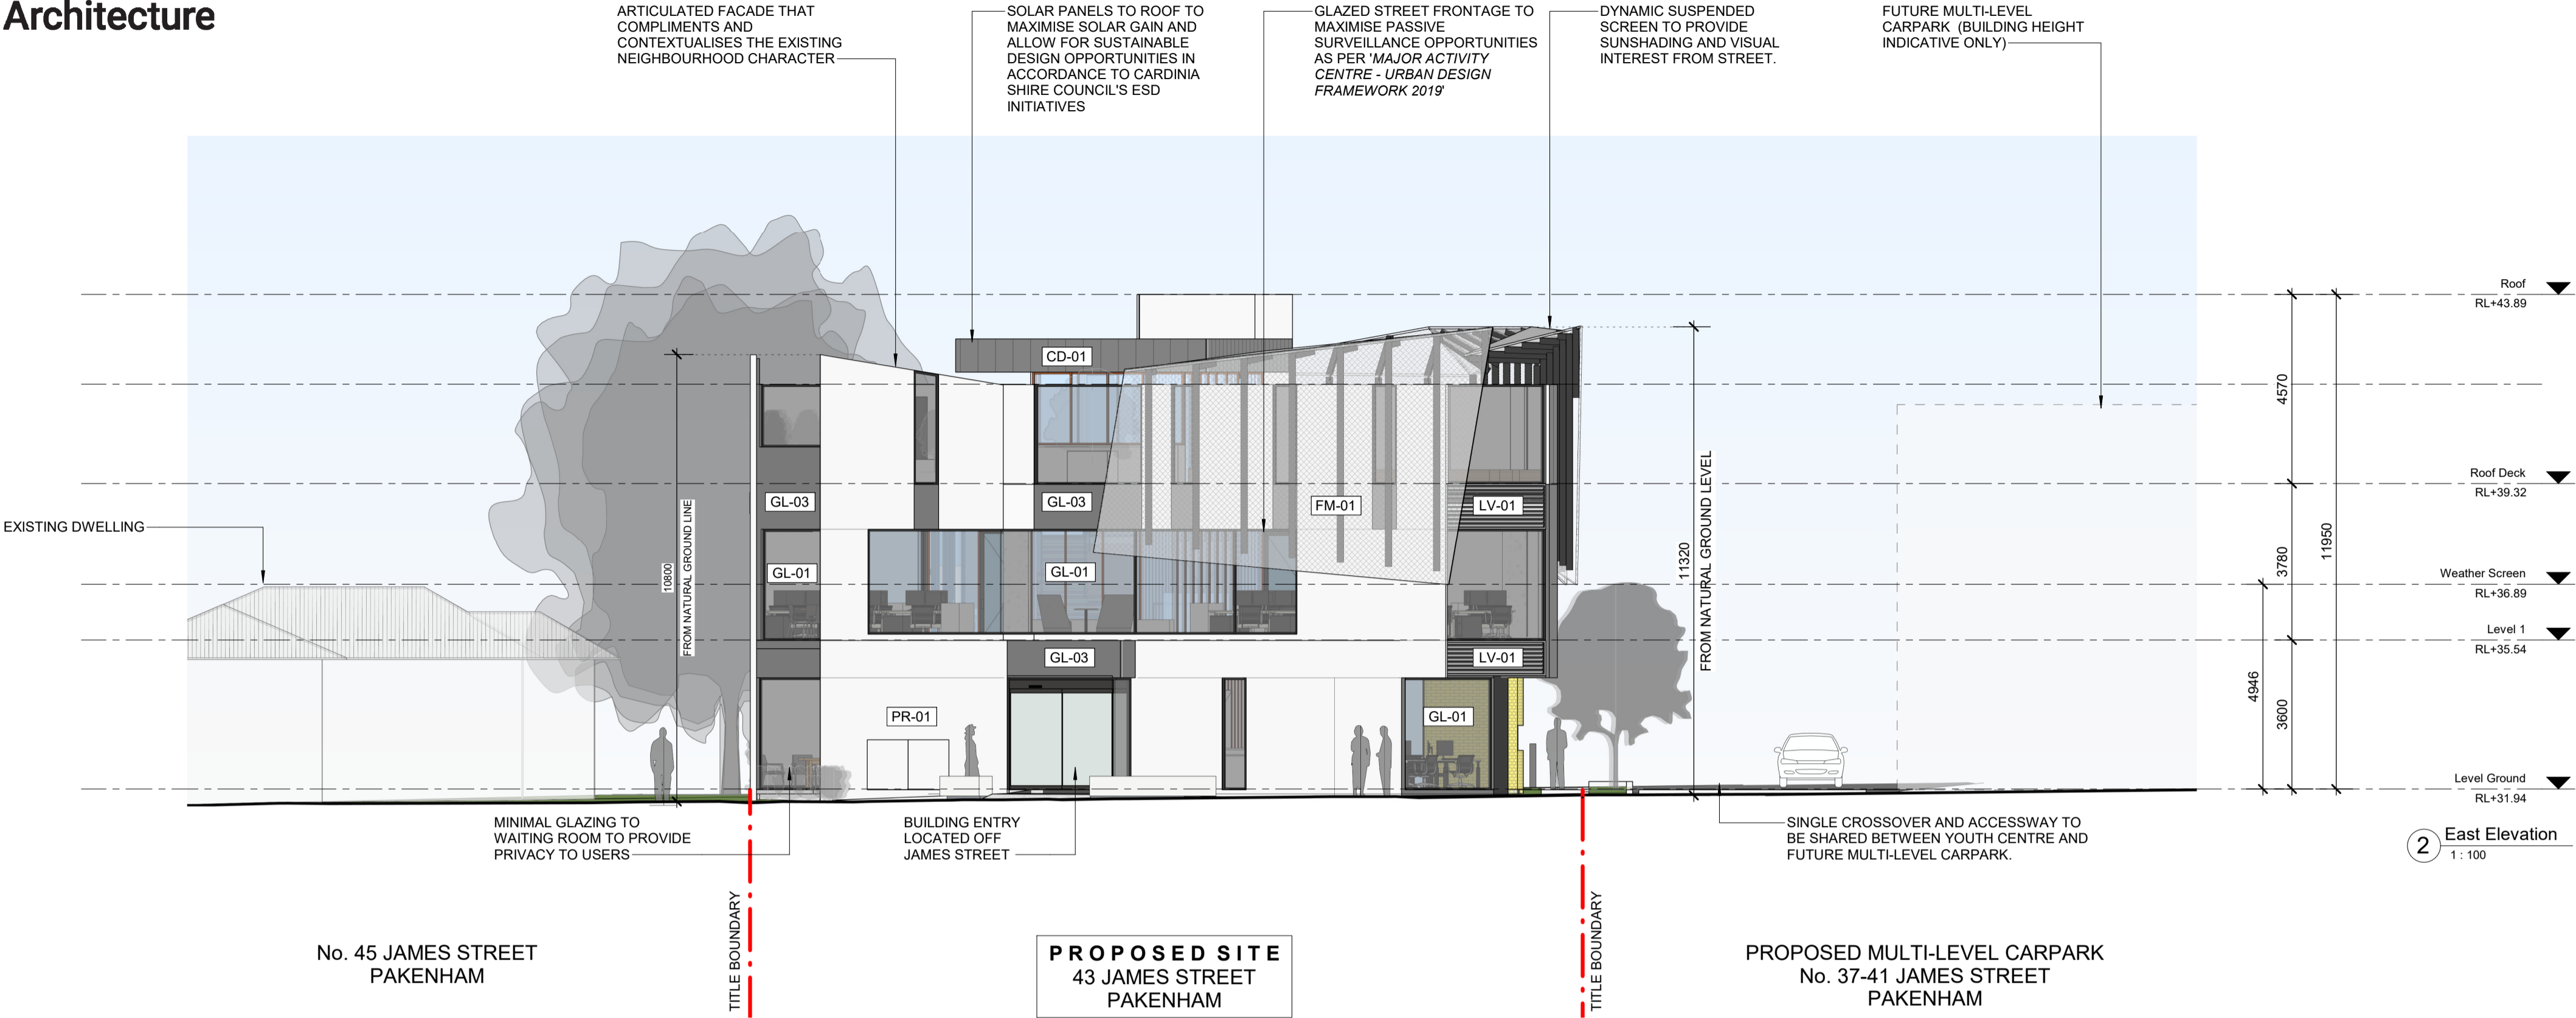 Architecture
ARTICULATED FACADE THAT
COMPLIMENTS AND
CONTEXTUALISES THE EXISTING
NEIGHBOURHOOD CHARACTER
SOLAR PANELS TO ROOF TO
MAXIMISE SOLAR GAIN AND
ALLOW FOR SUSTAINABLE
DESIGN OPPORTUNITIES IN
ACCORDANCE TO CARDINIA
SHIRE COUNCIL'S ESD
INITIATIVES
GLAZED STREET FRONTAGE TO
MAXIMISE PASSIVE
SURVEILLANCE OPPORTUNITIES
AS PER 'MAJOR ACTIVITY
CENTRE - URBAN DESIGN
FRAMEWORK 2019'
DYNAMIC SUSPENDED
SCREEN TO PROVIDE
SUNSHADING AND VISUAL
INTEREST FROM STREET.
FUTURE MULTI-LEVEL
CARPARK (BUILDING HEIGHT
INDICATIVE ONLY)
Roof
RL+43.89
CD-01
4570
Roof Deck
RL+39.32
GL-03
GL-03
FM-01
LV-01
EXISTING DWELLING
10800
FROM NATURAL GROUND LINE
11320
FROM NATURAL GROUND LEVEL
3780
11950
GL-01
GL-01
Weather Screen
RL+36.89
Level 1
RL+35.54
GL-03
LV-01
4946
3600
PR-01
GL-01
Level Ground
RL+31.94
MINIMAL GLAZING TO
WAITING ROOM TO PROVIDE
PRIVACY TO USERS
BUILDING ENTRY
LOCATED OFF
JAMES STREET
SINGLE CROSSOVER AND ACCESSWAY TO
BE SHARED BETWEEN YOUTH CENTRE AND
FUTURE MULTI-LEVEL CARPARK.
2
East Elevation
1 : 100
TITLE BOUNDARY
TITLE BOUNDARY
No. 45 JAMES STREET
PAKENHAM
PROPOSED SITE
43 JAMES STREET
PAKENHAM
PROPOSED MULTI-LEVEL CARPARK
No. 37-41 JAMES STREET
PAKENHAM